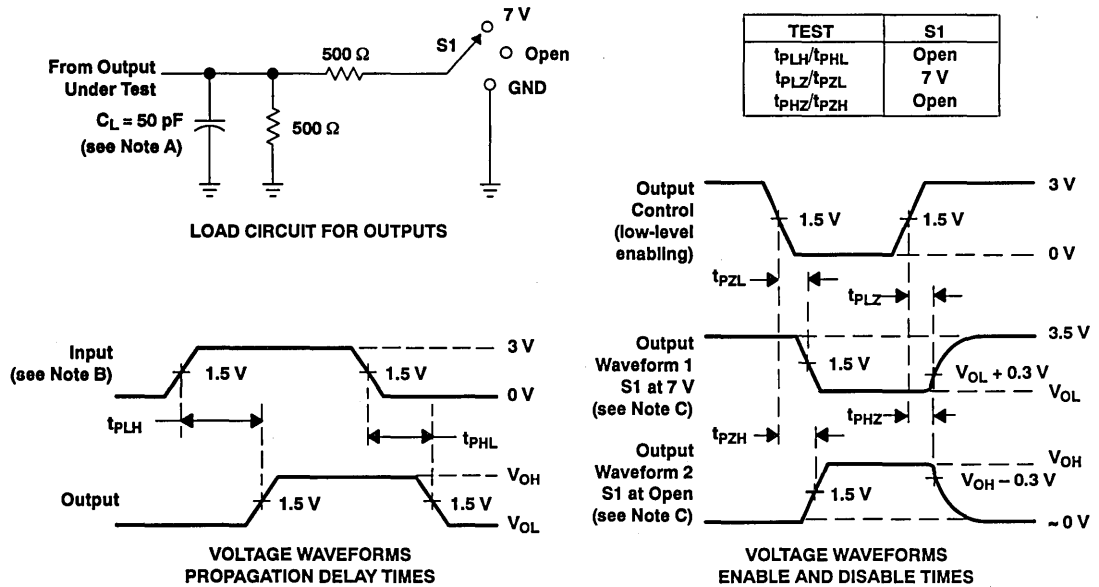 7 V
S1
Open
GND
500 Ω
From Output
Under Test
C_L = 50 pF
(see Note A)
500 Ω
LOAD CIRCUIT FOR OUTPUTS
TEST S1
t_PLH/t_PHL Open
t_PLZ/t_PZL 7 V
t_PHZ/t_PZH Open
Input
(see Note B)
1.5 V
1.5 V
3 V
0 V
t_PLH
t_PHL
Output
1.5 V
1.5 V
V_OH
V_OL
VOLTAGE WAVEFORMS
PROPAGATION DELAY TIMES
Output
Control
(low-level
enabling)
1.5 V
1.5 V
3 V
0 V
t_PZL
t_PLZ
Output
Waveform 1
S1 at 7 V
(see Note C)
1.5 V
3.5 V
V_OL + 0.3 V
V_OL
t_PHZ
t_PZH
Output
Waveform 2
S1 at Open
(see Note C)
1.5 V
V_OH
V_OH – 0.3 V
~ 0 V
VOLTAGE WAVEFORMS
ENABLE AND DISABLE TIMES